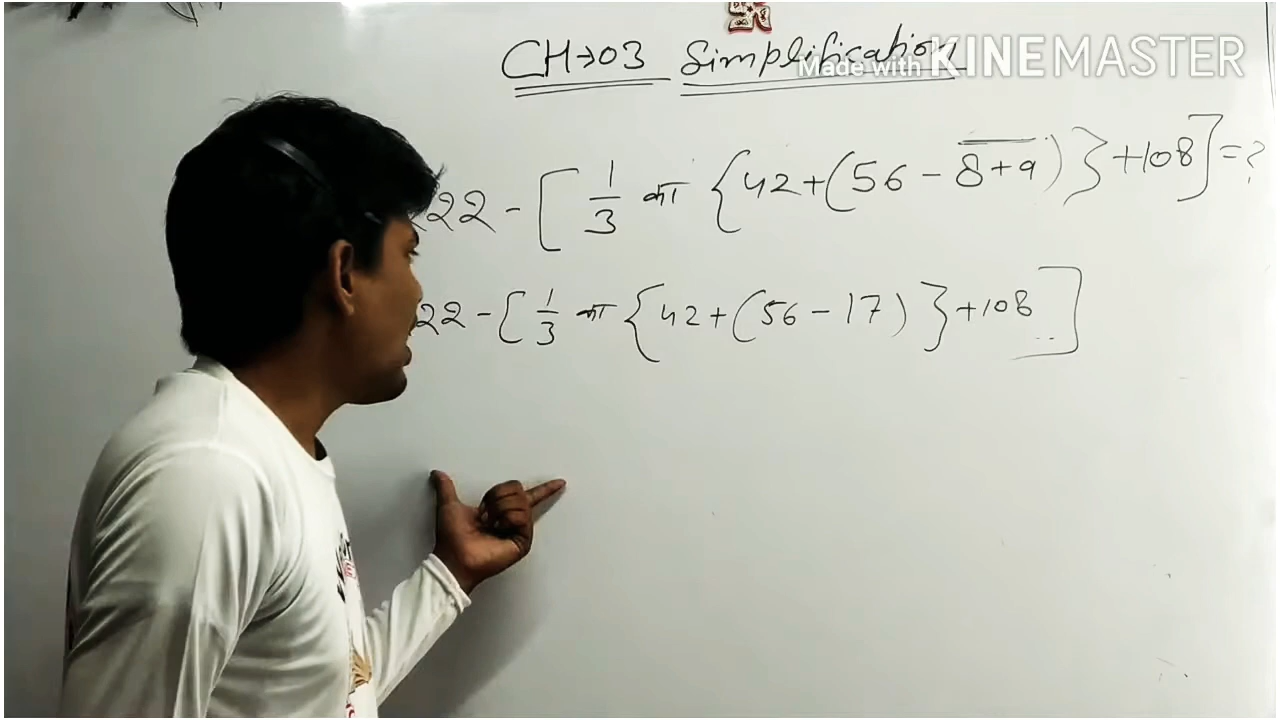 CH→03 Simplification
Made with KINEMASTER
22 - [ 1/3 का { 42 + ( 56 - 8+9 ) } + 108 ] = ?
22 - [ 1/3 का { 42 + ( 56 - 17 ) } + 108 ]